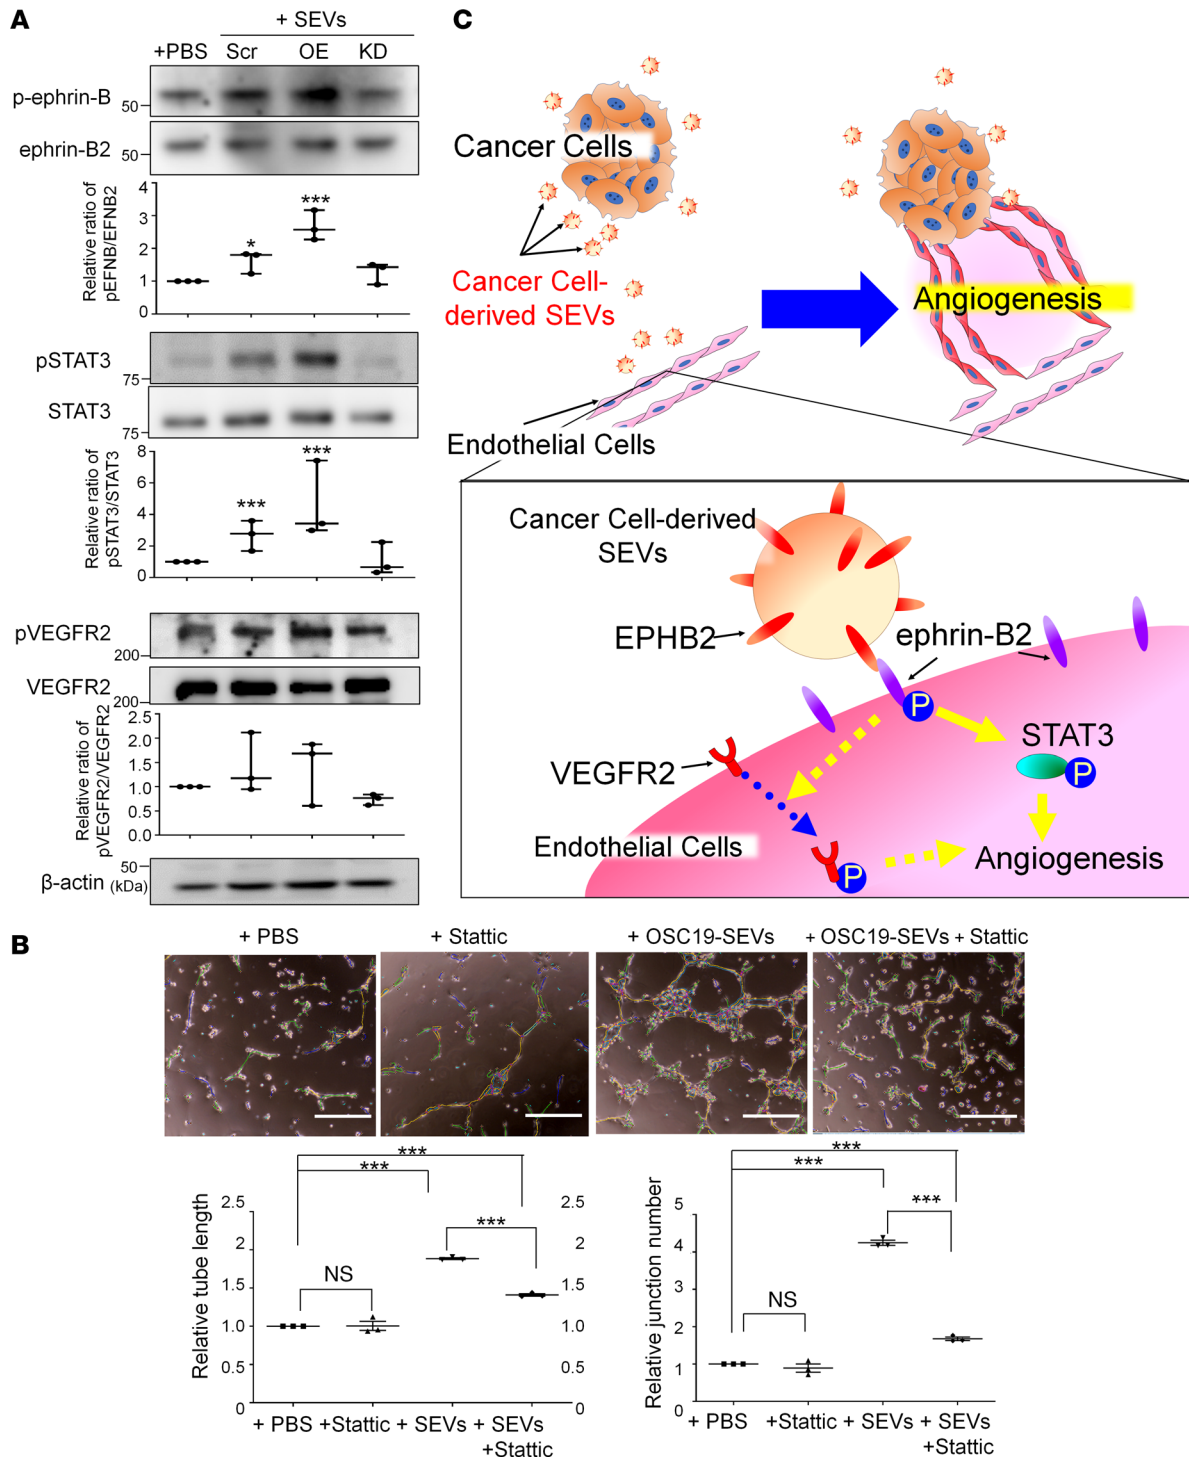 A
+ SEVs
+PBS Scr OE KD
p-ephrin-B
50
ephrin-B2
50
Relative ratio of
pEFNB/EFNB2
4
3
2
1
0
*
***
pSTAT3
75
STAT3
75
Relative ratio of
pSTAT3/STAT3
8
6
4
2
0
***
***
pVEGFR2
200
VEGFR2
200
Relative ratio of
pVEGFR2/VEGFR2
2.5
2.0
1.5
1.0
0.5
0.0
50
β-actin (kDa)
C
Cancer Cells
Cancer Cell-
derived SEVs
Endothelial Cells
Angiogenesis
Cancer Cell-derived
SEVs
EPHB2
ephrin-B2
P
STAT3
P
VEGFR2
Endothelial Cells
P
Angiogenesis
B
+ PBS
+ Stattic
+ OSC19-SEVs
+ OSC19-SEVs + Stattic
Relative tube length
2.5
2
1.5
1.0
0.5
0
***
***
***
NS
2.5
2
1.5
1.0
0.5
0
+ PBS +Stattic + SEVs + SEVs
+Stattic
Relative junction number
5
4
3
2
1
0
***
***
***
NS
+ PBS +Stattic + SEVs + SEVs
+Stattic